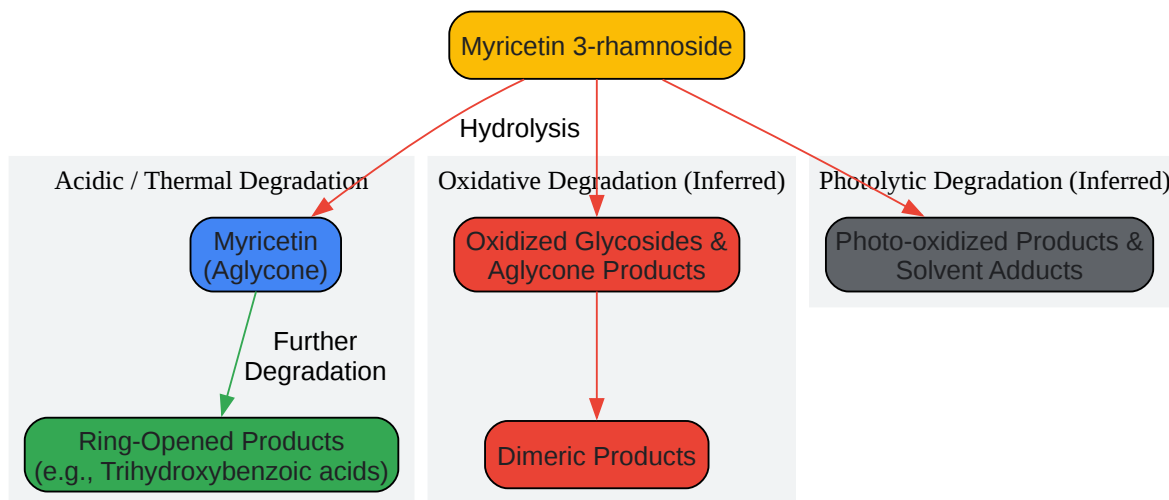 Myricetin 3-rhamnoside
Hydrolysis
Acidic / Thermal Degradation
Oxidative Degradation (Inferred)
Photolytic Degradation (Inferred)
Myricetin
(Aglycone)
Oxidized Glycosides &
Aglycone Products
Photo-oxidized Products &
Solvent Adducts
Further
Degradation
Ring-Opened Products
(e.g., Trihydroxybenzoic acids)
Dimeric Products